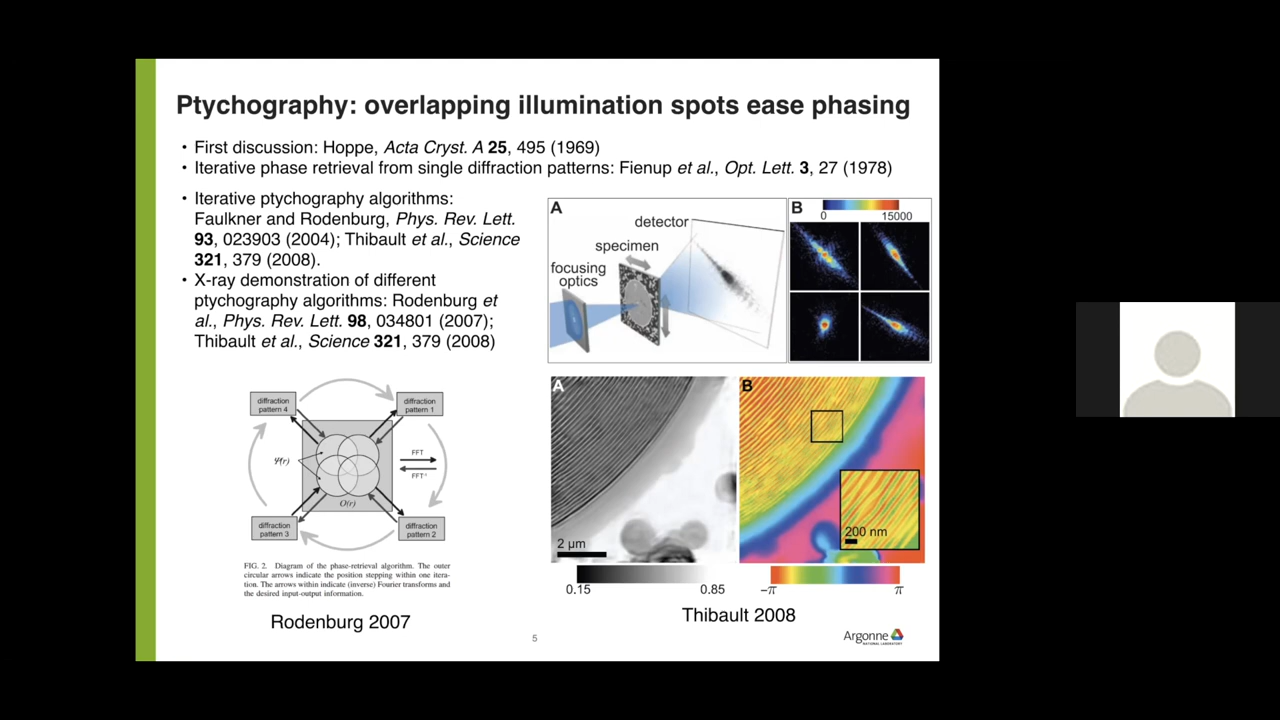 Ptychography: overlapping illumination spots ease phasing
• First discussion: Hoppe, Acta Cryst. A 25, 495 (1969)
• Iterative phase retrieval from single diffraction patterns: Fienup et al., Opt. Lett. 3, 27 (1978)
• Iterative ptychography algorithms:
Faulkner and Rodenburg, Phys. Rev. Lett.
93, 023903 (2004); Thibault et al., Science
321, 379 (2008).
• X-ray demonstration of different
ptychography algorithms: Rodenburg et
al., Phys. Rev. Lett. 98, 034801 (2007);
Thibault et al., Science 321, 379 (2008)
A
detector
specimen
focusing
optics
B
0 15000
diffraction
pattern 4
diffraction
pattern 1
Ψ(r)
FFT
FFT⁻¹
O(r)
diffraction
pattern 3
diffraction
pattern 2
FIG. 2. Diagram of the phase-retrieval algorithm. The outer
circular arrows indicate the position stepping within one itera-
tion. The arrows within indicate (inverse) Fourier transforms and
the desired input-output information.
Rodenburg 2007
A
2 µm
0.15 0.85
B
200 nm
−π π
Thibault 2008
5
Argonne
NATIONAL LABORATORY